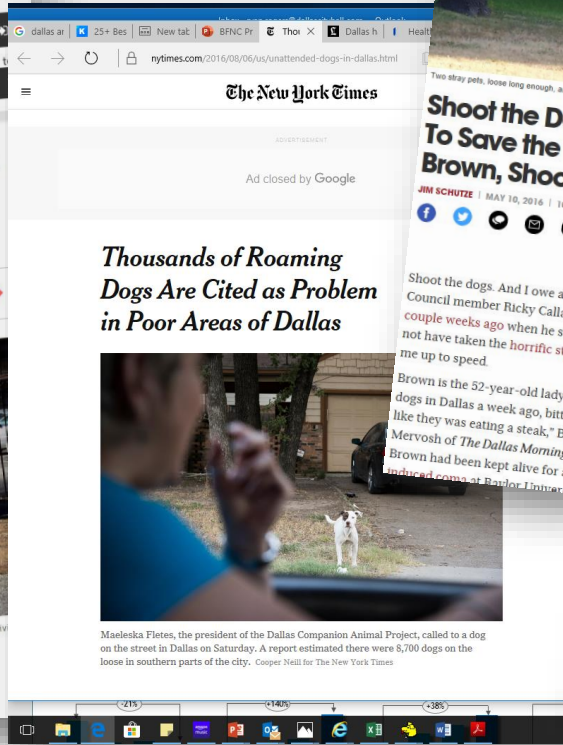 dallas ar
25+ Bes
New tab
BFNC Pr
Thou
Dallas h
Health
nytimes.com/2016/08/06/us/unattended-dogs-in-dallas.html
The New York Times
ADVERTISEMENT
Ad closed by Google
Thousands of Roaming
Dogs Are Cited as Problem
in Poor Areas of Dallas
Maeleska Fletes, the president of the Dallas Companion Animal Project, called to a dog
on the street in Dallas on Saturday. A report estimated there were 8,700 dogs on the
loose in southern parts of the city. Cooper Neill for The New York Times
Two stray pets, loose long enough, a
Shoot the D
To Save the
Brown, Shoo
JIM SCHUTZE | MAY 10, 2016 |
Shoot the dogs. And I owe a
Council member Ricky Calla
couple weeks ago when he s
not have taken the horrific st
me up to speed.
Brown is the 52-year-old lady
dogs in Dallas a week ago, bitt
like they was eating a steak," B
Mervosh of The Dallas Morning
Brown had been kept alive for a
induced coma at Baylor Univer
-21%
+140%
+38%